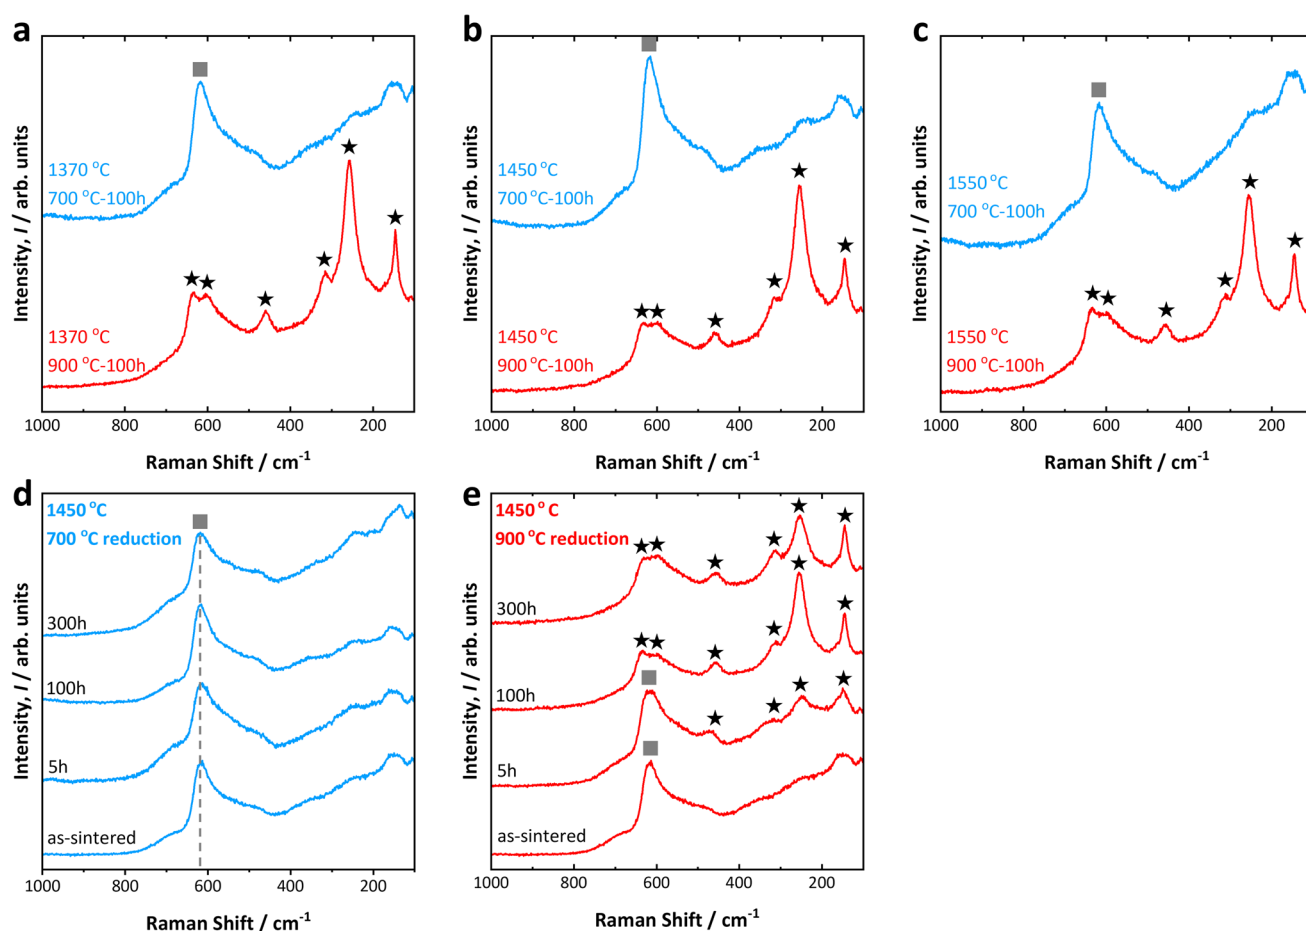 a
Intensity, I / arb. units
1370 °C
700 °C-100h
1370 °C
900 °C-100h
1000 800 600 400 200
Raman Shift / cm-1
b
Intensity, I / arb. units
1450 °C
700 °C-100h
1450 °C
900 °C-100h
1000 800 600 400 200
Raman Shift / cm-1
c
Intensity, I / arb. units
1550 °C
700 °C-100h
1550 °C
900 °C-100h
1000 800 600 400 200
Raman Shift / cm-1
d
Intensity, I / arb. units
1450 °C
700 °C reduction
300h
100h
5h
as-sintered
1000 800 600 400 200
Raman Shift / cm-1
e
Intensity, I / arb. units
1450 °C
900 °C reduction
300h
100h
5h
as-sintered
1000 800 600 400 200
Raman Shift / cm-1